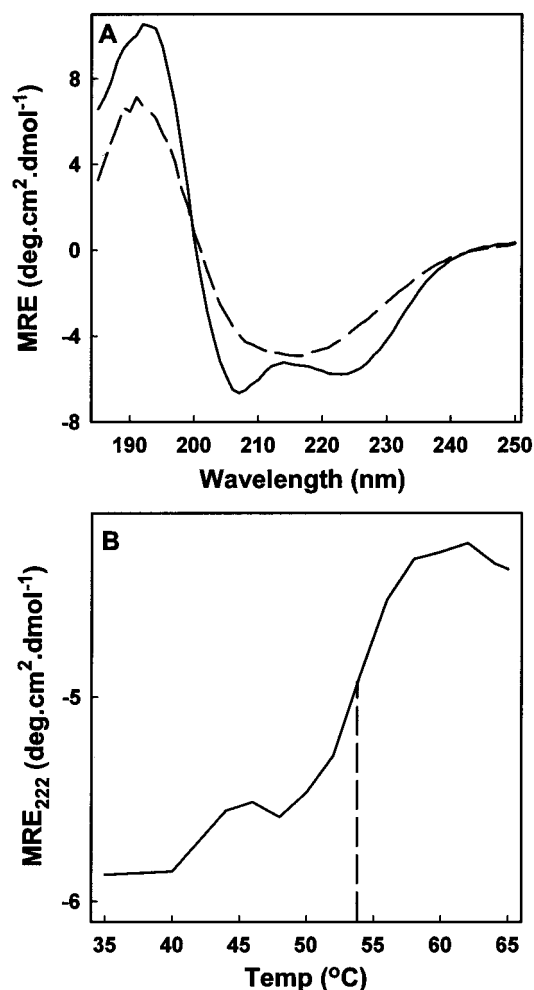 A
MRE (deg.cm².dmol⁻¹)
8
4
0
-4
-8
190 200 210 220 230 240 250
Wavelength (nm)
B
MRE₂₂₂ (deg.cm².dmol⁻¹)
-5
-6
35 40 45 50 55 60 65
Temp (ºC)